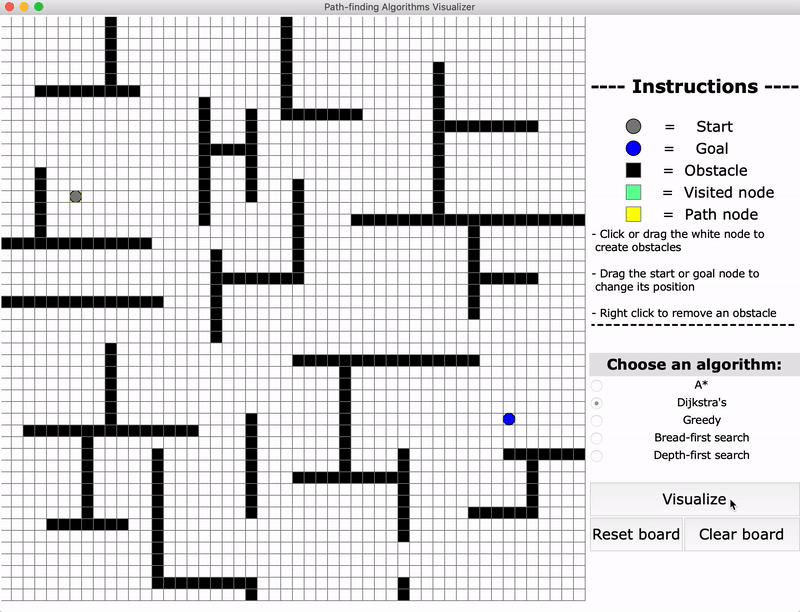 Path-finding Algorithms Visualizer
---- Instructions ----
= Start
= Goal
= Obstacle
= Visited node
= Path node
- Click or drag the white node to
create obstacles
- Drag the start or goal node to
change its position
- Right click to remove an obstacle
Choose an algorithm:
A*
Dijkstra's
Greedy
Bread-first search
Depth-first search
Visualize
Reset board Clear board